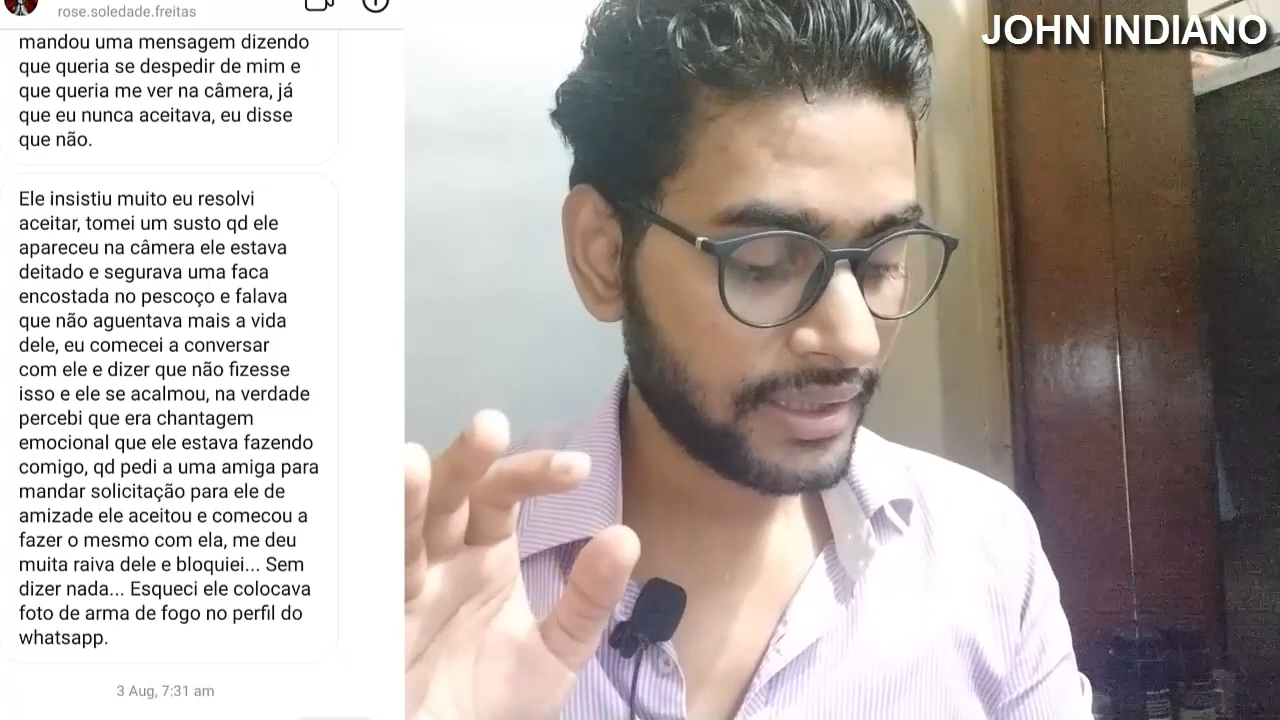 rose.soledade.freitas
JOHN INDIANO
mandou uma mensagem dizendo
que queria se despedir de mim e
que queria me ver na câmera, já
que eu nunca aceitava, eu disse
que não.
Ele insistiu muito eu resolvi
aceitar, tomei um susto qd ele
apareceu na câmera ele estava
deitado e segurava uma faca
encostada no pescoço e falava
que não aguentava mais a vida
dele, eu comecei a conversar
com ele e dizer que não fizesse
isso e ele se acalmou, na verdade
percebi que era chantagem
emocional que ele estava fazendo
comigo, qd pedi a uma amiga para
mandar solicitação para ele de
amizade ele aceitou e comecou a
fazer o mesmo com ela, me deu
muita raiva dele e bloquiei... Sem
dizer nada... Esqueci ele colocava
foto de arma de fogo no perfil do
whatsapp.
3 Aug, 7:31 am